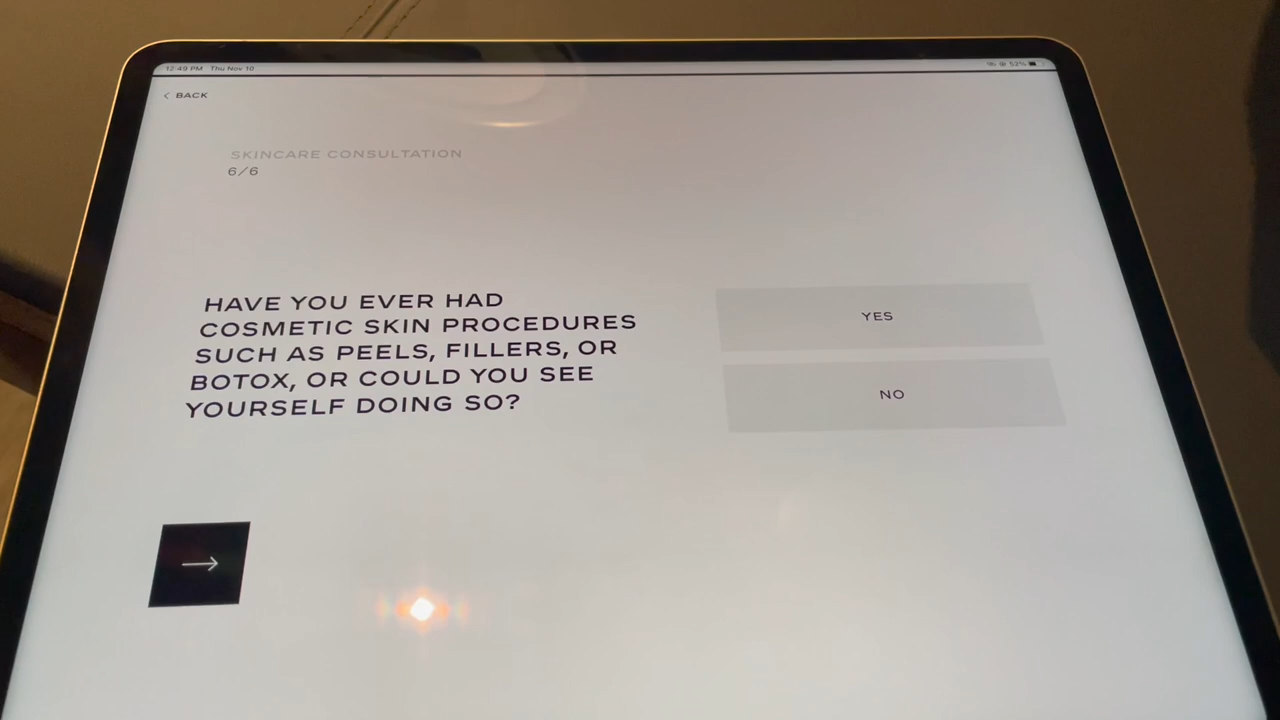 12:49 PM Thu Nov 10
52%
< BACK
SKINCARE CONSULTATION
6/6
HAVE YOU EVER HAD
COSMETIC SKIN PROCEDURES
SUCH AS PEELS, FILLERS, OR
BOTOX, OR COULD YOU SEE
YOURSELF DOING SO?
YES
NO
→